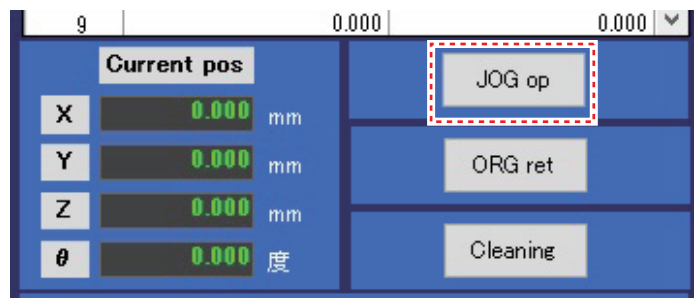 9 0.000 0.000
Current pos
X 0.000 mm
Y 0.000 mm
Z 0.000 mm
θ 0.000 度
JOG op
ORG ret
Cleaning